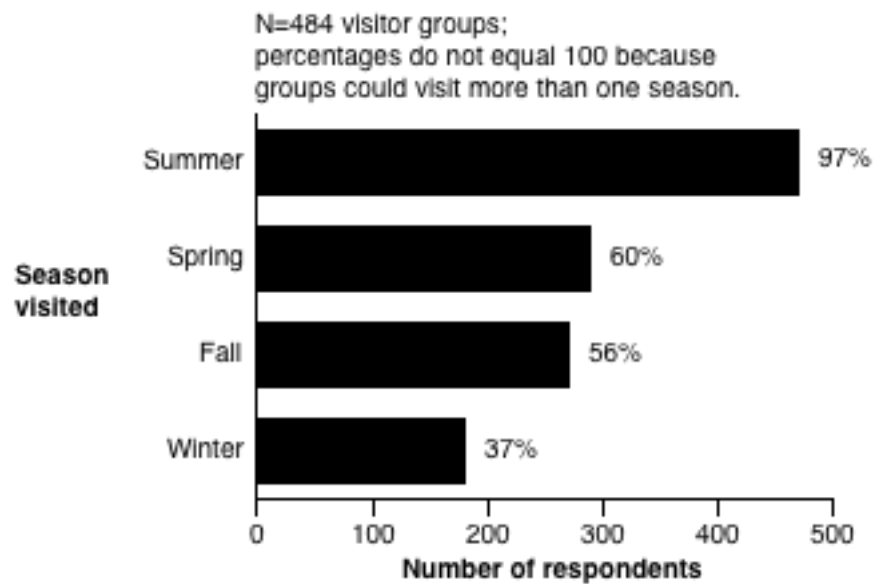 N=484 visitor groups;
percentages do not equal 100 because
groups could visit more than one season.
Summer 97%
Spring 60%
Season
visited
Fall 56%
Winter 37%
0 100 200 300 400 500
Number of respondents